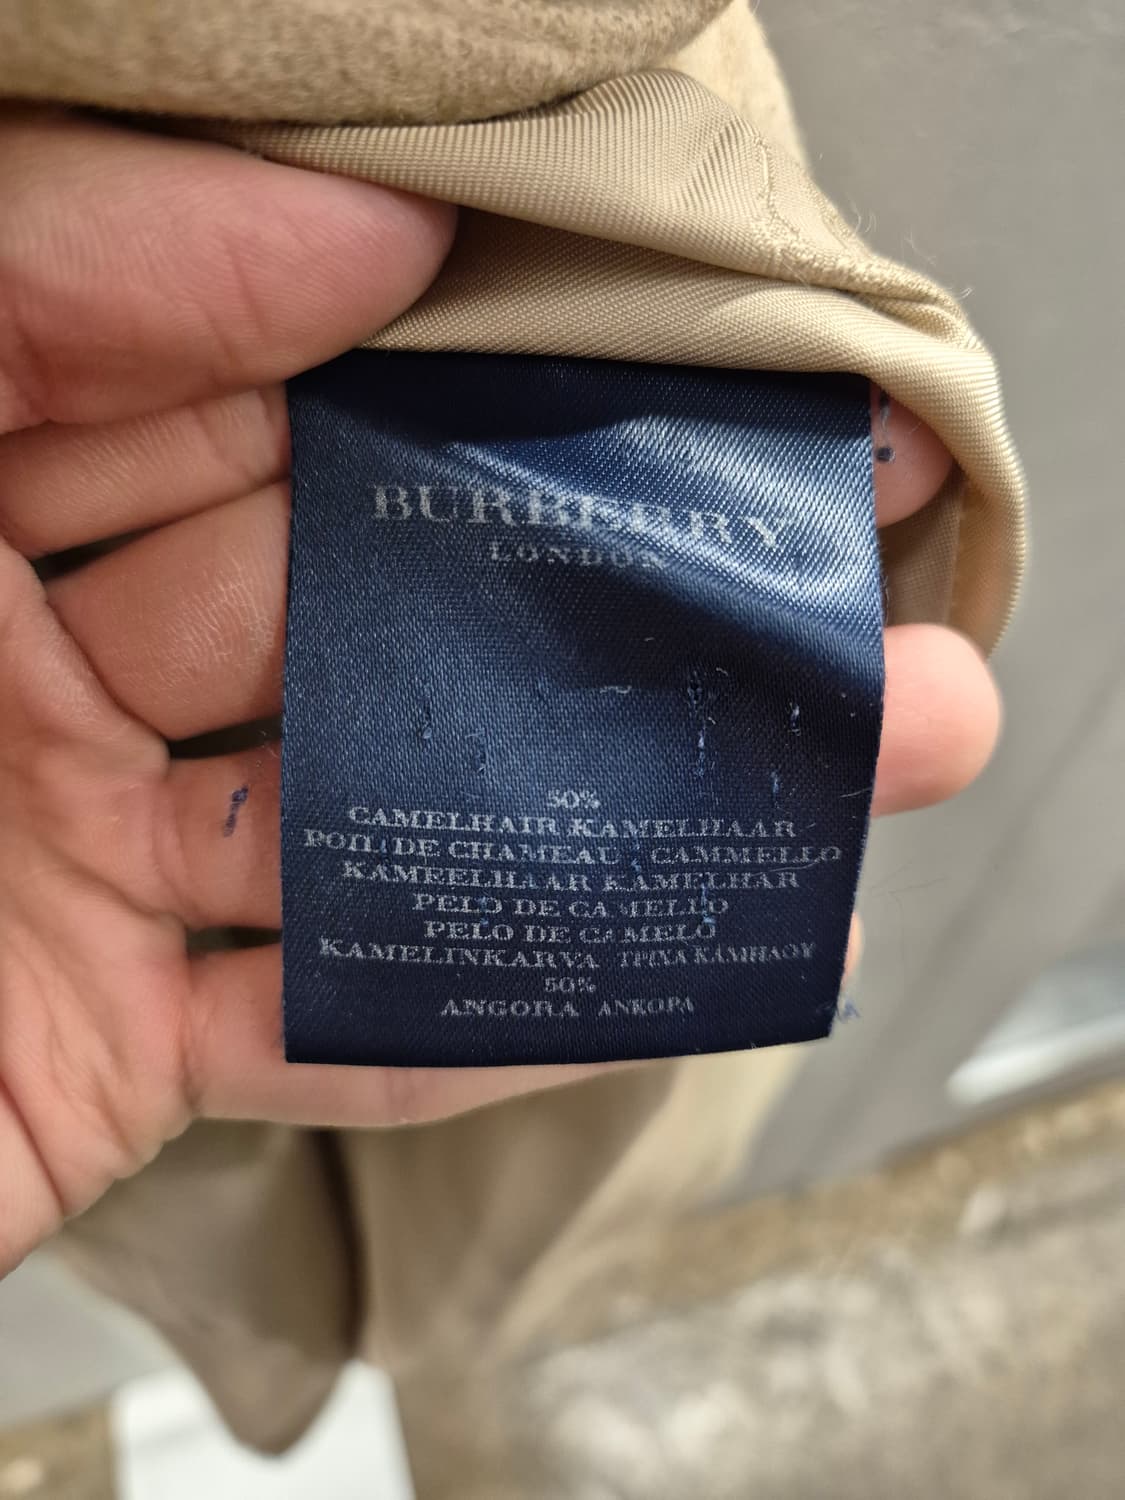 BURBERRY
LONDON
50%
CAMELHAIR KAMELHAAR
POIL DE CHAMEAU CAMMELLO
KAMEELHAAR KAMELHAR
PELO DE CAMELLO
PELO DE CAMELO
KAMELINKARVA ΤΡΙΧΑ ΚΑΜΗΛΟΥ
50%
ANGORA ΑΝΚΟΡΑ